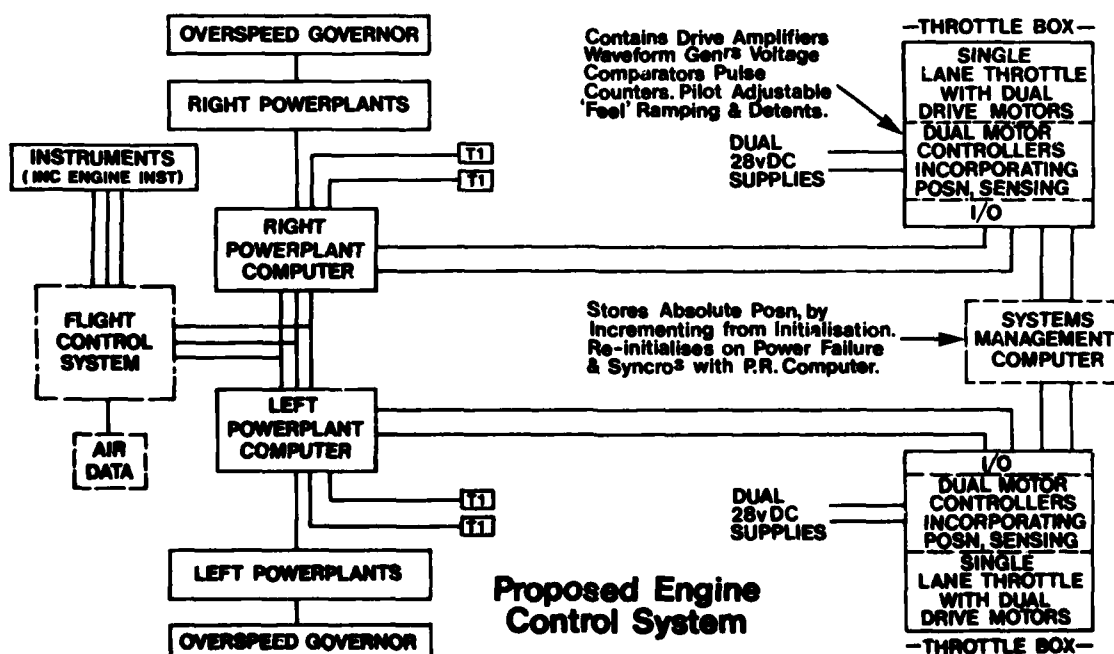 OVERSPEED GOVERNOR
RIGHT POWERPLANTS
INSTRUMENTS
(INC ENGINE INST)
T1
T1
RIGHT
POWERPLANT
COMPUTER
FLIGHT
CONTROL
SYSTEM
AIR
DATA
LEFT
POWERPLANT
COMPUTER
T1
T1
LEFT POWERPLANTS
OVERSPEED GOVERNOR
Contains Drive Amplifiers
Waveform Genrs Voltage
Comparators Pulse
Counters. Pilot Adjustable
'Feel' Ramping & Detents.
DUAL
28vDC
SUPPLIES
—THROTTLE BOX—
SINGLE
LANE THROTTLE
WITH DUAL
DRIVE MOTORS
DUAL MOTOR
CONTROLLERS
INCORPORATING
POSN, SENSING
I/O
Stores Absolute Posn, by
Incrementing from Initialisation.
Re-initialises on Power Failure
& Syncros with P.R. Computer.
SYSTEMS
MANAGEMENT
COMPUTER
DUAL
28vDC
SUPPLIES
I/O
DUAL MOTOR
CONTROLLERS
INCORPORATING
POSN, SENSING
SINGLE
LANE THROTTLE
WITH DUAL
DRIVE MOTORS
—THROTTLE BOX—
Proposed Engine
Control System